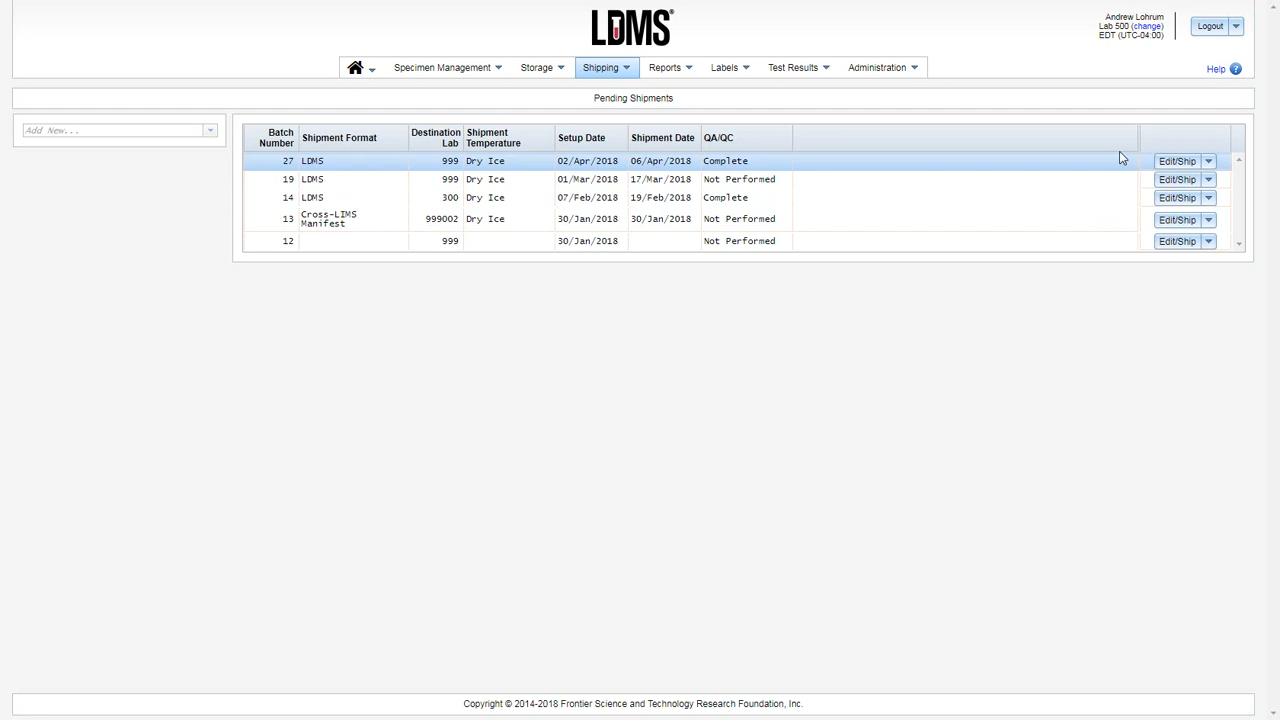 LDMS®
Andrew Lohrum
Lab 500 (change)
EDT (UTC-04:00)
Logout
Specimen Management
Storage
Shipping
Reports
Labels
Test Results
Administration
Help ?
Pending Shipments
Add New...
Batch Number Shipment Format Destination Lab Shipment Temperature Setup Date Shipment Date QA/QC
27 LDMS 999 Dry Ice 02/Apr/2018 06/Apr/2018 Complete Edit/Ship
19 LDMS 999 Dry Ice 01/Mar/2018 17/Mar/2018 Not Performed Edit/Ship
14 LDMS 300 Dry Ice 07/Feb/2018 19/Feb/2018 Complete Edit/Ship
13 Cross-LIMS Manifest 999002 Dry Ice 30/Jan/2018 30/Jan/2018 Not Performed Edit/Ship
12 999 30/Jan/2018 Not Performed Edit/Ship
Copyright © 2014-2018 Frontier Science and Technology Research Foundation, Inc.